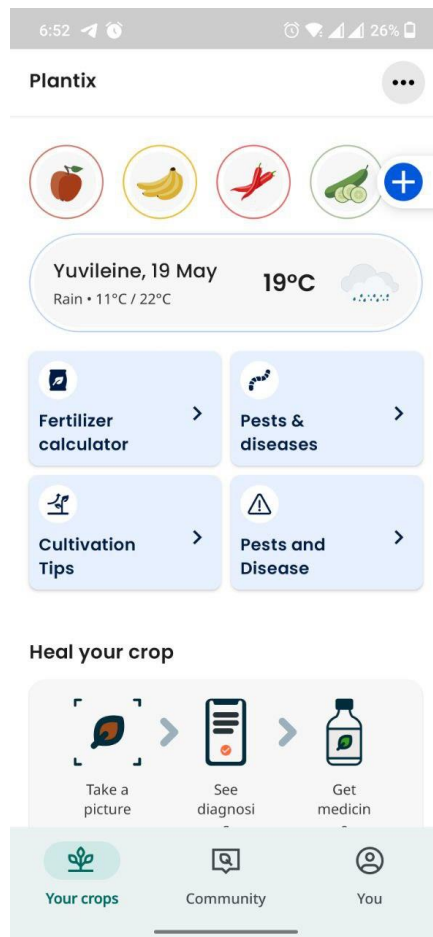 6:52
26%
Plantix
Yuvileine, 19 May
Rain • 11°C / 22°C
19°C
Fertilizer
calculator
Pests &
diseases
Cultivation
Tips
Pests and
Disease
Heal your crop
Take a
picture
See
diagnosi
Get
medicin
Your crops
Community
You